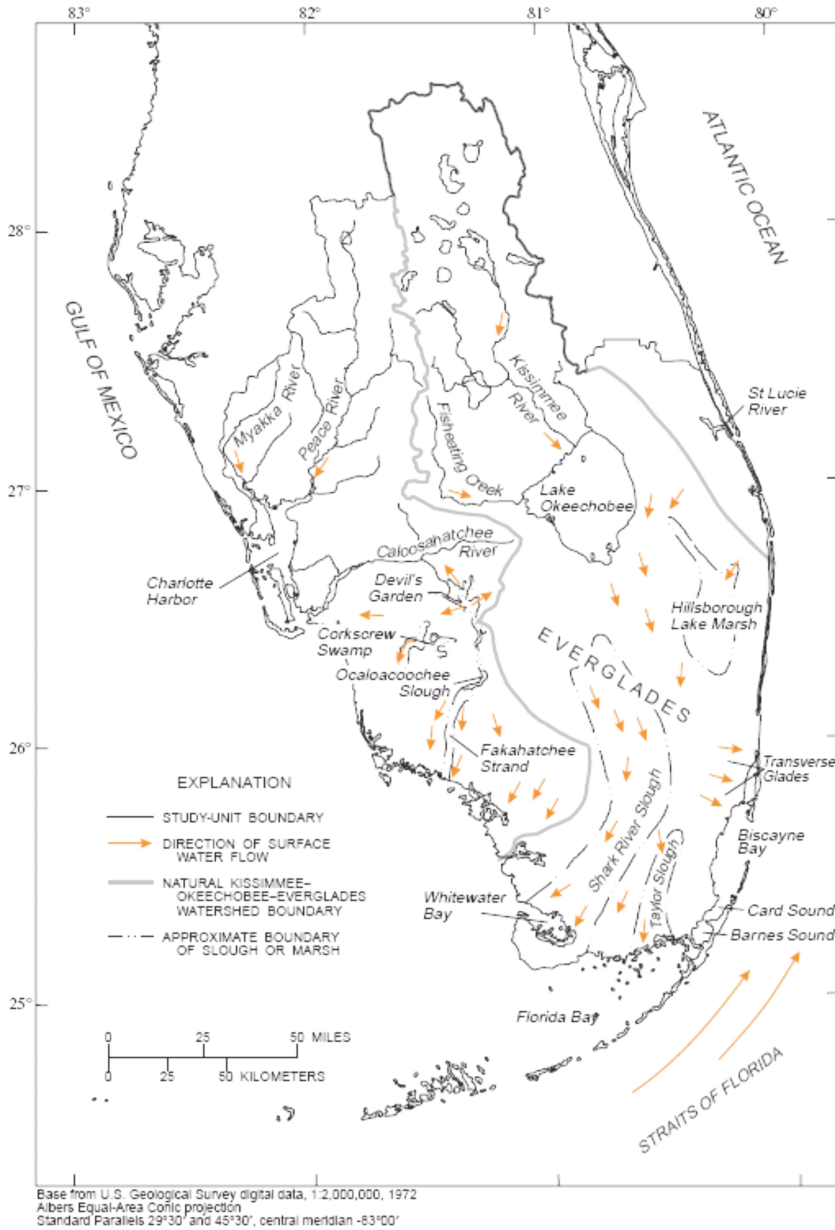 83°
82°
81°
80°
ATLANTIC OCEAN
28°
GULF OF MEXICO
Kissimmee
River
St Lucie
River
Myakka River
Peace River
Fisheating Creek
27°
Lake
Okeechobee
Caloosahatchee
River
Charlotte
Harbor
Devil's
Garden
Hillsborough
Lake Marsh
Corkscrew
Swamp
EVERGLADES
Ocaloacoochee
Slough
26°
Fakahatchee
Strand
Transverse
Glades
EXPLANATION
STUDY-UNIT BOUNDARY
DIRECTION OF SURFACE
WATER FLOW
NATURAL KISSIMMEE–
OKEECHOBEE–EVERGLADES
WATERSHED BOUNDARY
APPROXIMATE BOUNDARY
OF SLOUGH OR MARSH
Shark River Slough
Taylor Slough
Biscayne
Bay
Whitewater
Bay
Card Sound
Barnes Sound
25°
Florida Bay
0 25 50 MILES
0 25 50 KILOMETERS
STRAITS OF FLORIDA
Base from U.S. Geological Survey digital data, 1:2,000,000, 1972
Albers Equal-Area Conic projection
Standard Parallels 29°30' and 45°30', central meridian -83°00'